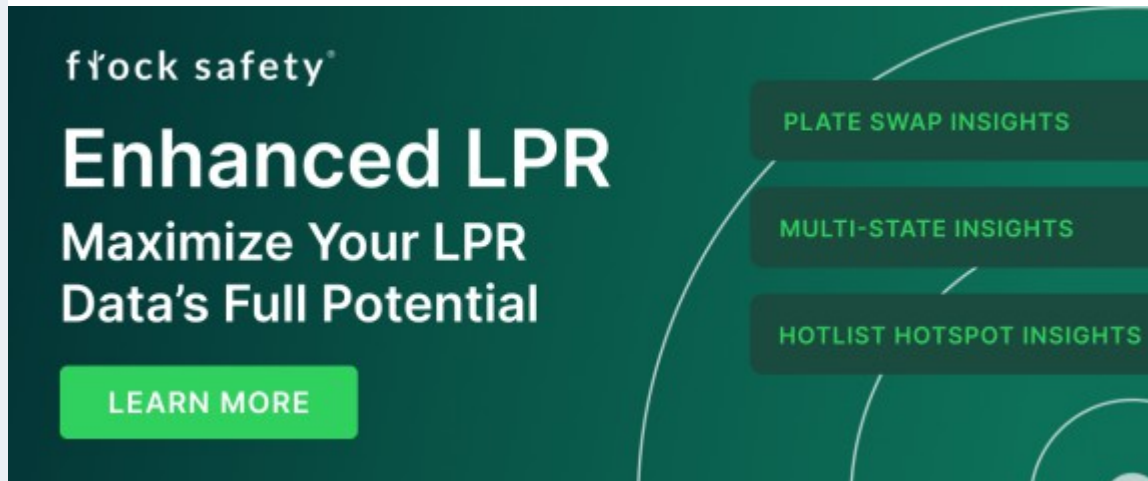 flock safety®
Enhanced LPR
Maximize Your LPR
Data’s Full Potential
LEARN MORE
PLATE SWAP INSIGHTS
MULTI-STATE INSIGHTS
HOTLIST HOTSPOT INSIGHTS